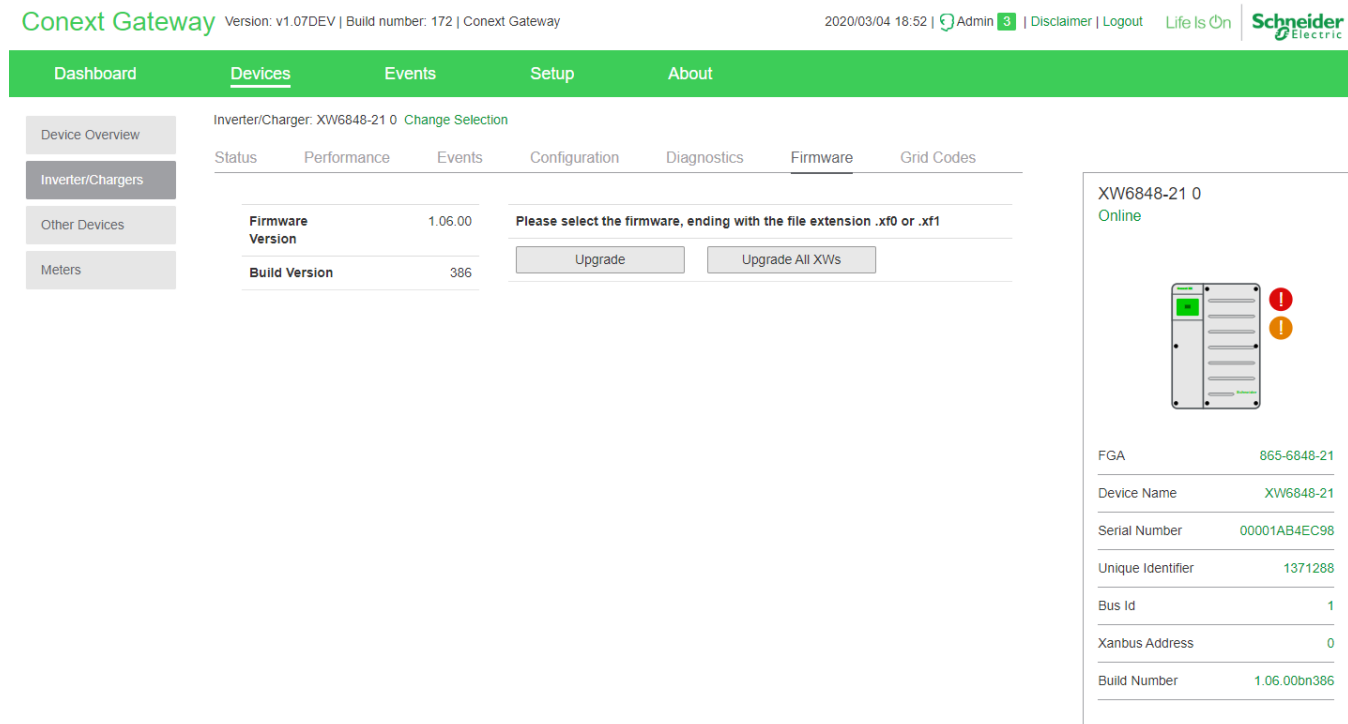 Conext Gateway Version: v1.07DEV | Build number: 172 | Conext Gateway
2020/03/04 18:52 | Admin 3 | Disclaimer | Logout
Life Is On
Schneider
Electric
Dashboard Devices Events Setup About
Device Overview
Inverter/Chargers
Other Devices
Meters
Inverter/Charger: XW6848-21 0 Change Selection
Status Performance Events Configuration Diagnostics Firmware Grid Codes
Firmware
Version
1.06.00
Build Version 386
Please select the firmware, ending with the file extension .xf0 or .xf1
Upgrade Upgrade All XWs
XW6848-21 0
Online
FGA 865-6848-21
Device Name XW6848-21
Serial Number 00001AB4EC98
Unique Identifier 1371288
Bus Id 1
Xanbus Address 0
Build Number 1.06.00bn386